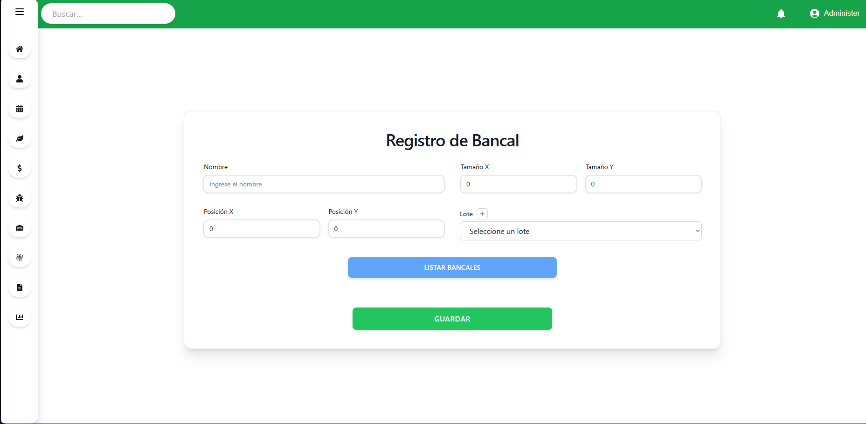 Buscar...
Administer
Registro de Bancal
Nombre
Tamaño X
Tamaño Y
Ingrese el nombre
0
0
Posición X
Posición Y
Lote +
0
0
Seleccione un lote
LISTAR BANCALES
GUARDAR